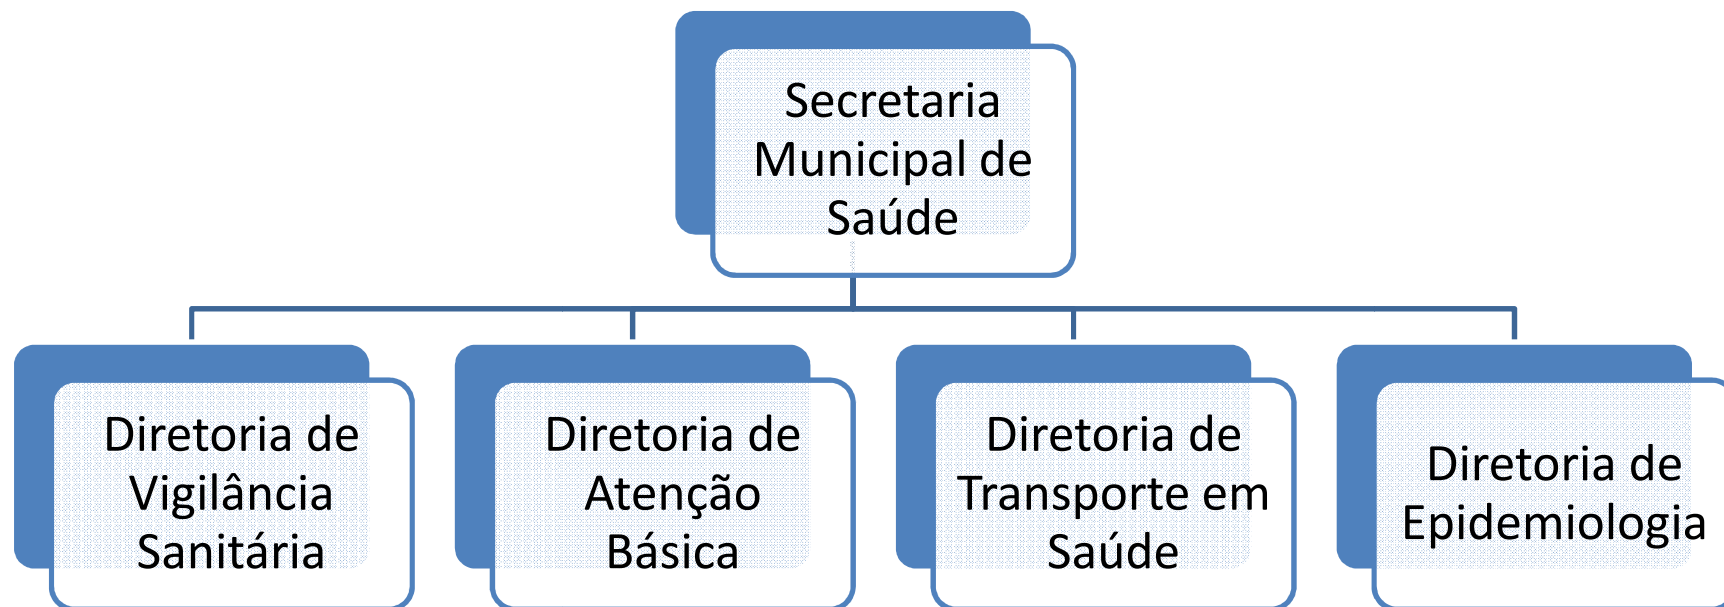 Secretaria
Municipal de
Saúde
Diretoria de
Vigilância
Sanitária
Diretoria de
Atenção
Básica
Diretoria de
Transporte em
Saúde
Diretoria de
Epidemiologia